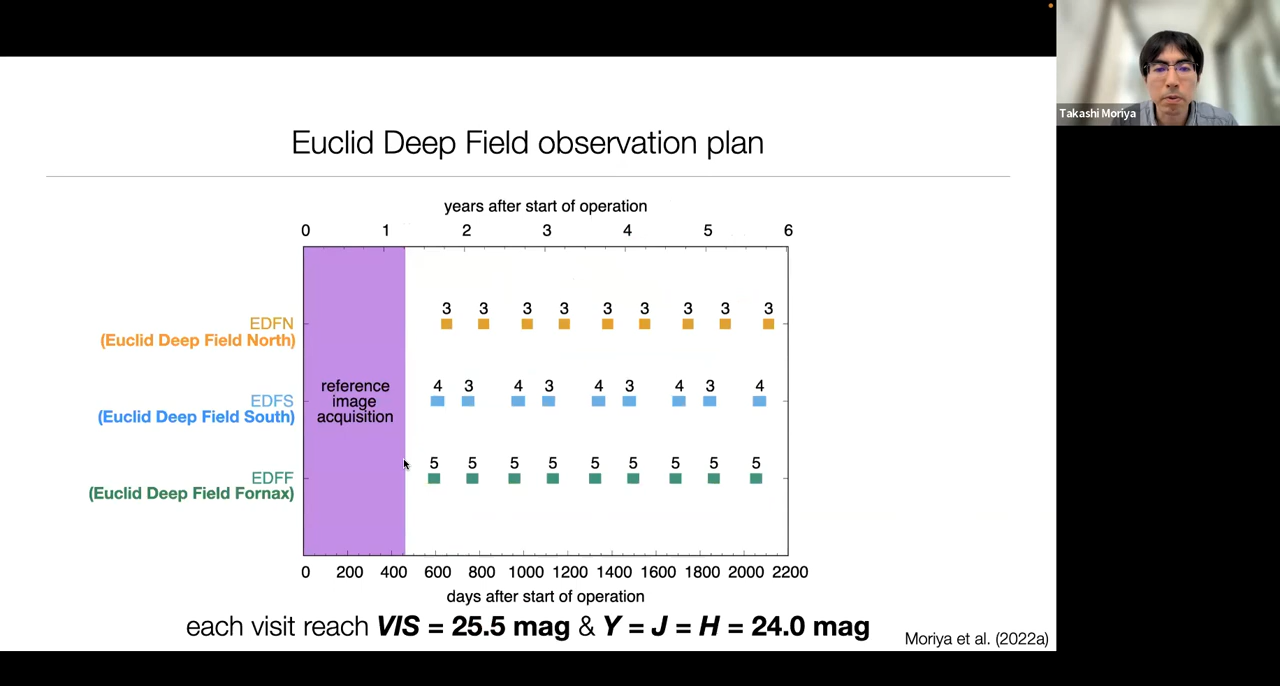 Takashi Moriya
Euclid Deep Field observation plan
years after start of operation
0 1 2 3 4 5 6
3 3 3 3 3 3 3 3 3
EDFN
(Euclid Deep Field North)
reference
image
acquisition
4 3 4 3 4 3 4 3 4
EDFS
(Euclid Deep Field South)
5 5 5 5 5 5 5 5 5
EDFF
(Euclid Deep Field Fornax)
0 200 400 600 800 1000 1200 1400 1600 1800 2000 2200
days after start of operation
each visit reach VIS = 25.5 mag & Y = J = H = 24.0 mag
Moriya et al. (2022a)